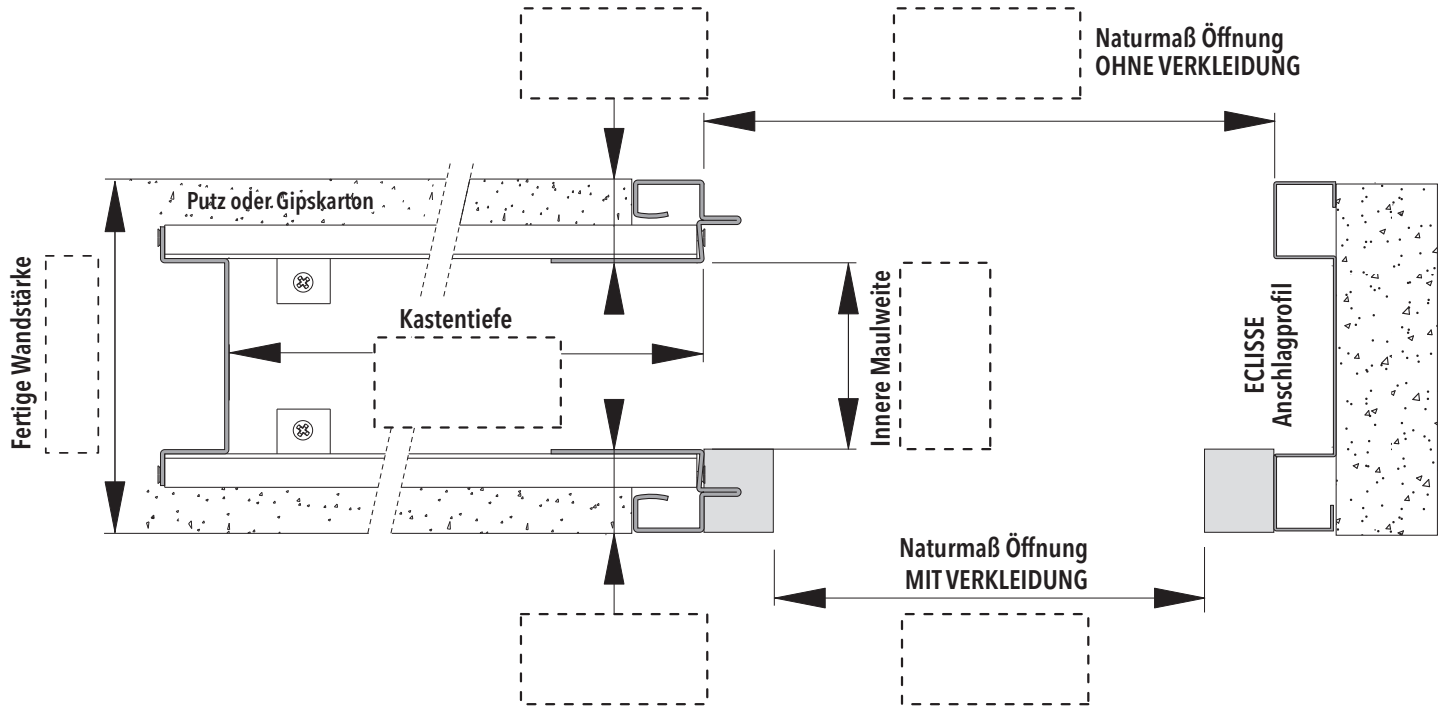 Naturmaß Öffnung
OHNE VERKLEIDUNG
Putz oder Gipskarton
Fertige Wandstärke
Kastentiefe
Innere Maulweite
ECLISSE
Anschlagprofil
Naturmaß Öffnung
MIT VERKLEIDUNG